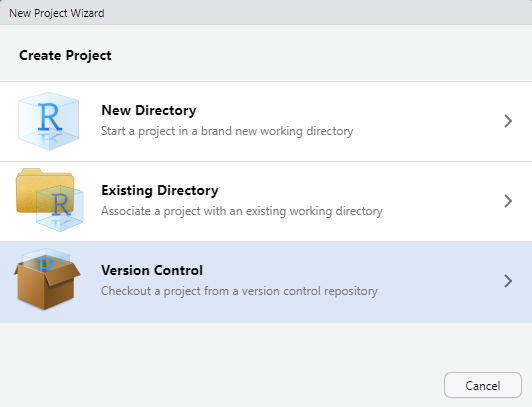 New Project Wizard
Create Project
R
New Directory
Start a project in a brand new working directory
R
Existing Directory
Associate a project with an existing working directory
R
Version Control
Checkout a project from a version control repository
Cancel